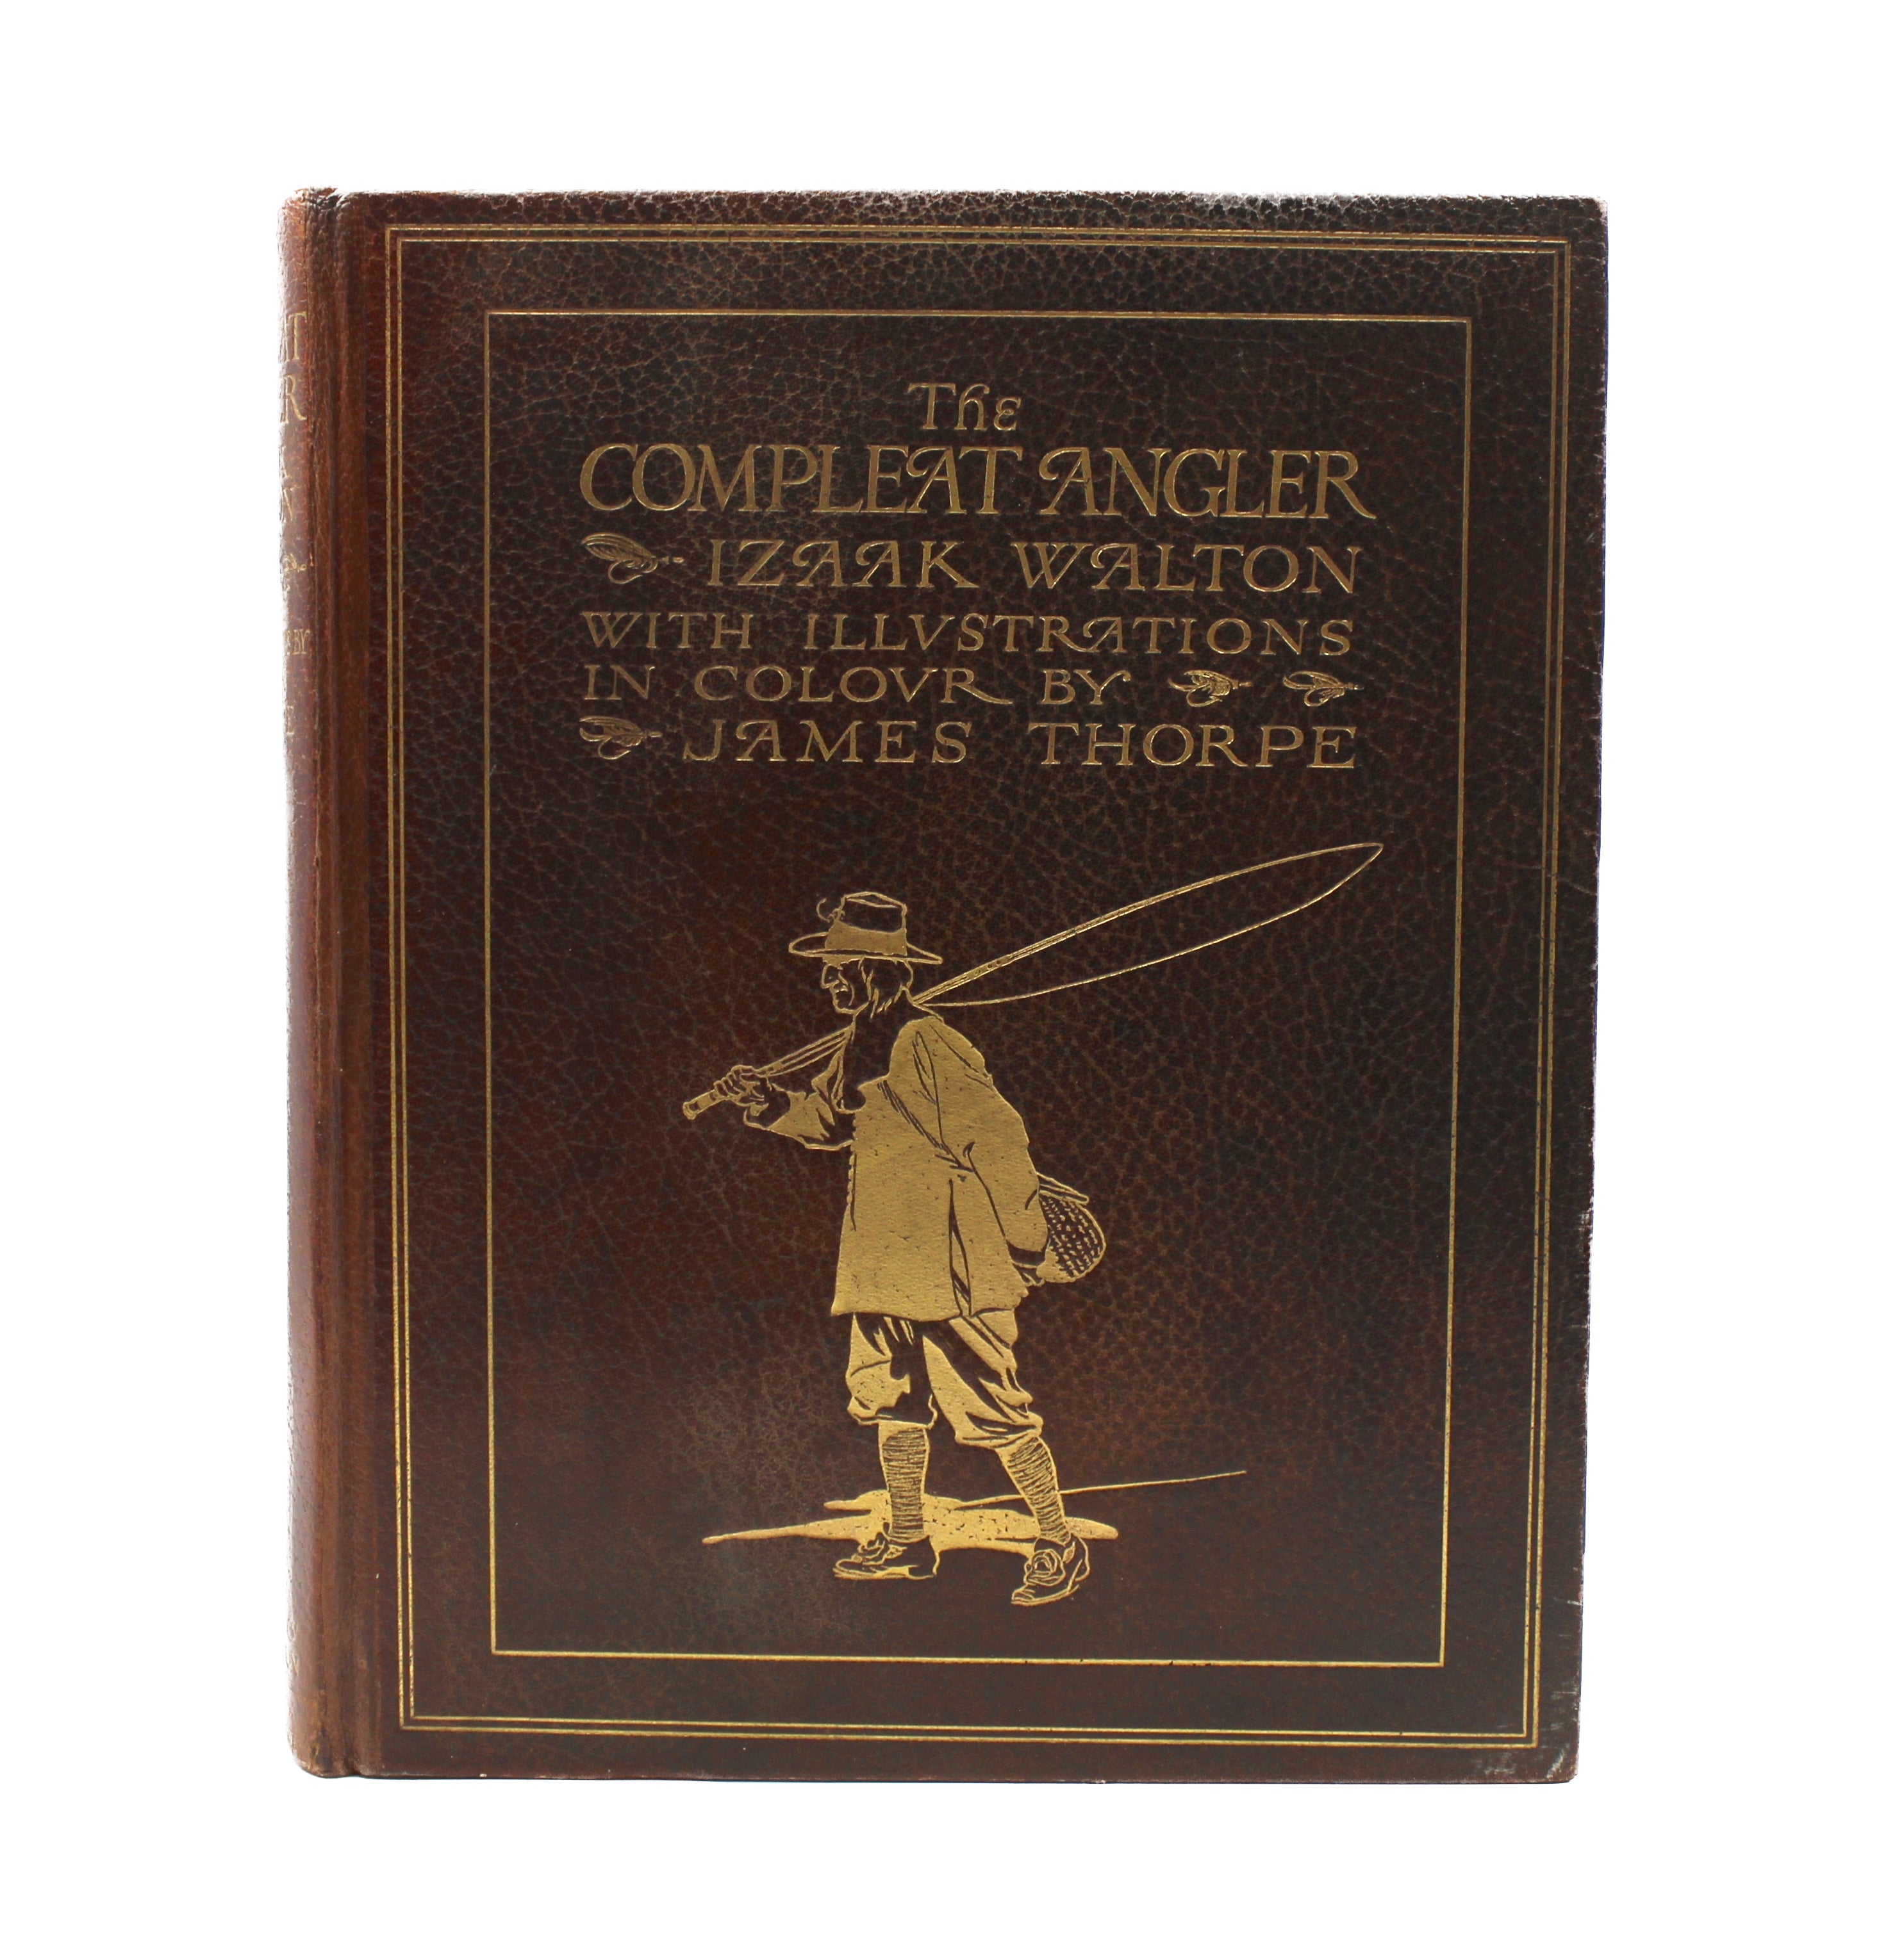 The
COMPLEAT ANGLER
IZAAK WALTON
WITH ILLVSTRATIONS
IN COLOVR BY
JAMES THORPE